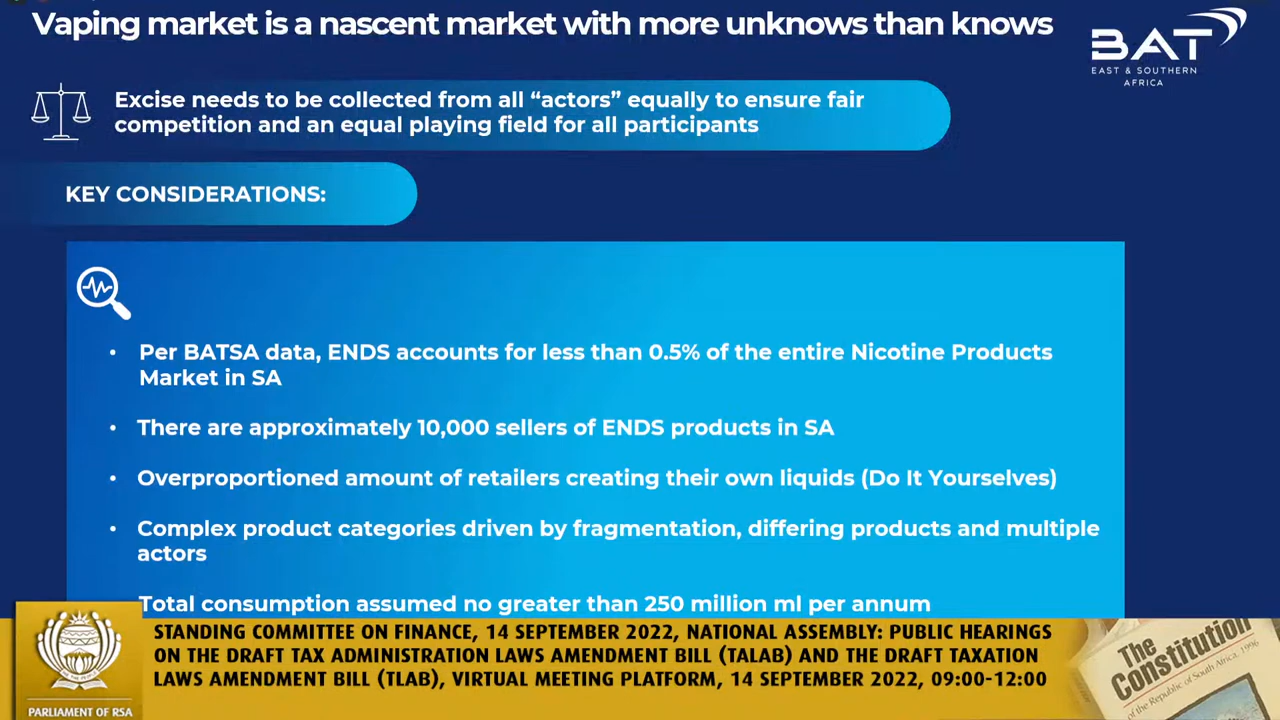 Vaping market is a nascent market with more unknows than knows
BAT
EAST & SOUTHERN
AFRICA
Excise needs to be collected from all “actors” equally to ensure fair
competition and an equal playing field for all participants
KEY CONSIDERATIONS:
• Per BATSA data, ENDS accounts for less than 0.5% of the entire Nicotine Products
Market in SA
• There are approximately 10,000 sellers of ENDS products in SA
• Overproportioned amount of retailers creating their own liquids (Do It Yourselves)
• Complex product categories driven by fragmentation, differing products and multiple
actors
Total consumption assumed no greater than 250 million ml per annum
STANDING COMMITTEE ON FINANCE, 14 SEPTEMBER 2022, NATIONAL ASSEMBLY: PUBLIC HEARINGS
ON THE DRAFT TAX ADMINISTRATION LAWS AMENDMENT BILL (TALAB) AND THE DRAFT TAXATION
LAWS AMENDMENT BILL (TLAB), VIRTUAL MEETING PLATFORM, 14 SEPTEMBER 2022, 09:00-12:00
PARLIAMENT OF RSA
The
Constitution
of the Republic of South Africa, 1996